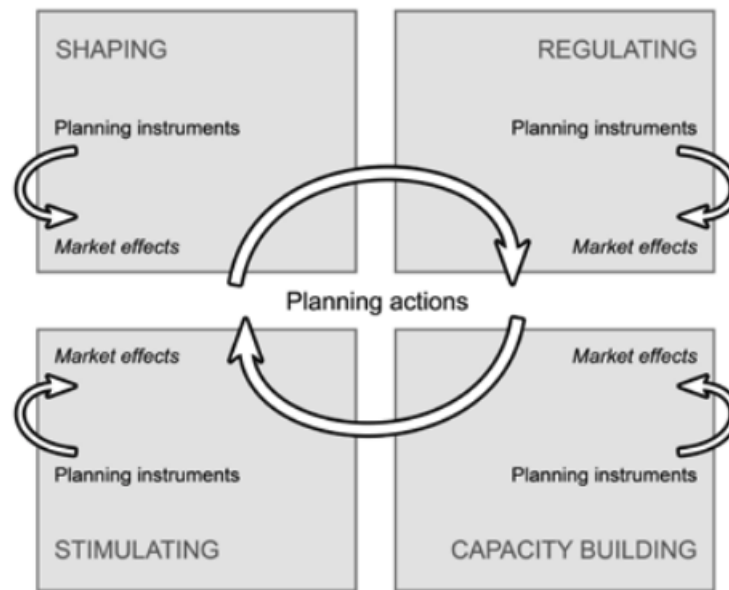 SHAPING
Planning instruments
Market effects
REGULATING
Planning instruments
Market effects
Planning actions
Market effects
Planning instruments
STIMULATING
Market effects
Planning instruments
CAPACITY BUILDING